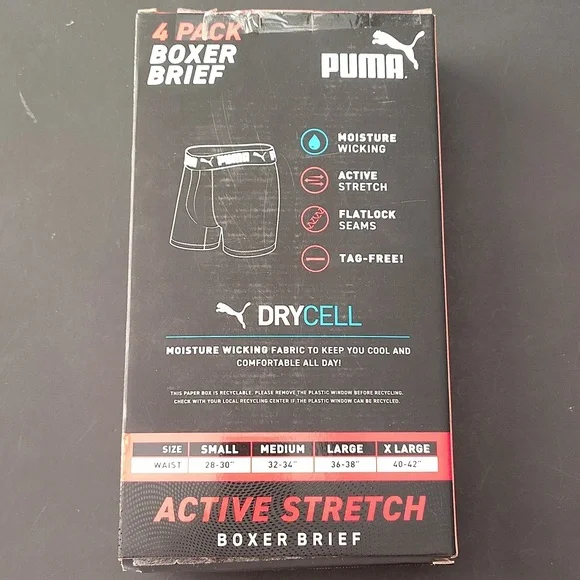 4 PACK
BOXER
BRIEF
PUMA
MOISTURE
WICKING
PUMA
ACTIVE
STRETCH
FLATLOCK
SEAMS
TAG-FREE!
DRYCELL
MOISTURE WICKING FABRIC TO KEEP YOU COOL AND
COMFORTABLE ALL DAY!
THIS PAPER BOX IS RECYCLABLE. PLEASE REMOVE THE PLASTIC WINDOW BEFORE RECYCLING.
CHECK WITH YOUR LOCAL RECYCLING CENTER IF THE PLASTIC WINDOW CAN BE RECYCLED.
SIZE SMALL MEDIUM LARGE X LARGE
WAIST 28-30" 32-34" 36-38" 40-42"
ACTIVE STRETCH
BOXER BRIEF